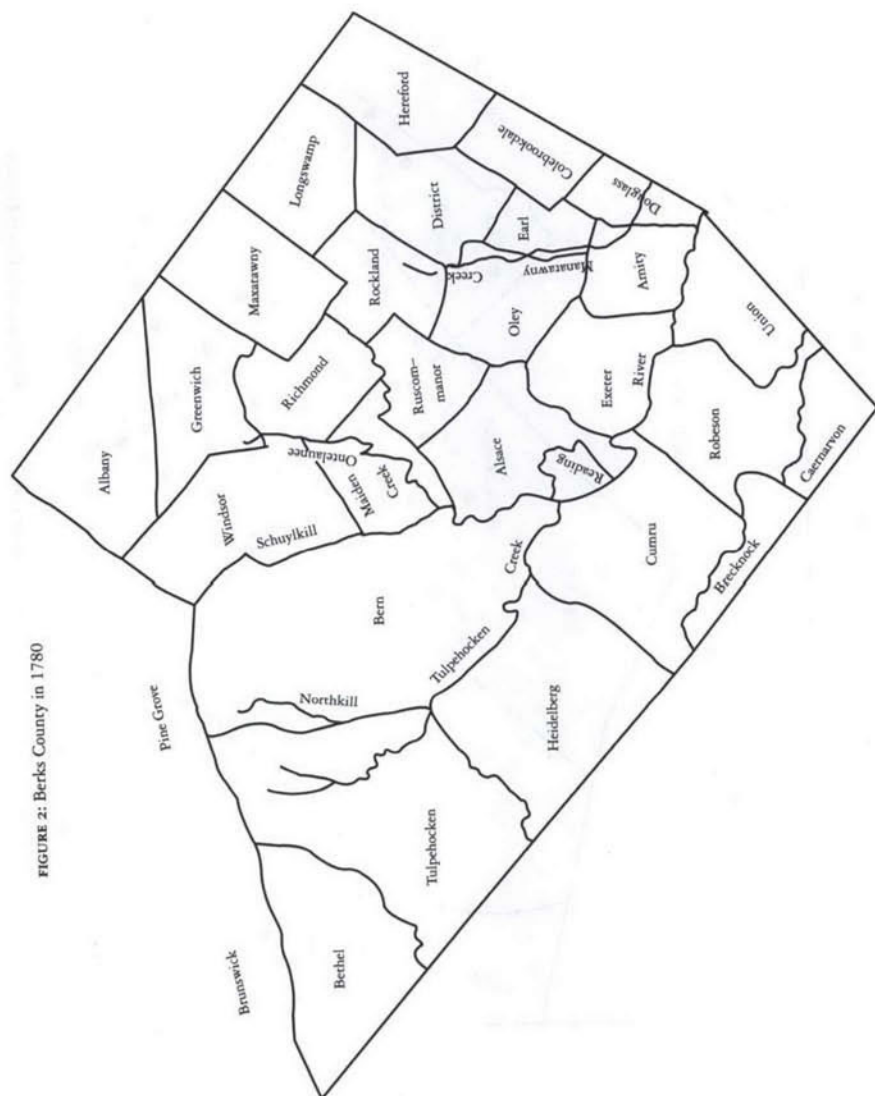 FIGURE 2: Berks County in 1780
Brunswick
Pine Grove
Albany
Greenwich
Maxatawny
Longswamp
Hereford
Windsor
Schuylkill
Ontelaunee
Maiden
Creek
Richmond
Rockland
District
Colebrookdale
Douglass
Earl
Creek
Manatawny
Ruscom–
manor
Oley
Amity
Union
Exeter
River
Alsace
Reading
Robeson
Caernarvon
Brecknock
Cumru
Bern
Creek
Tulpehocken
Northkill
Heidelberg
Tulpehocken
Bethel